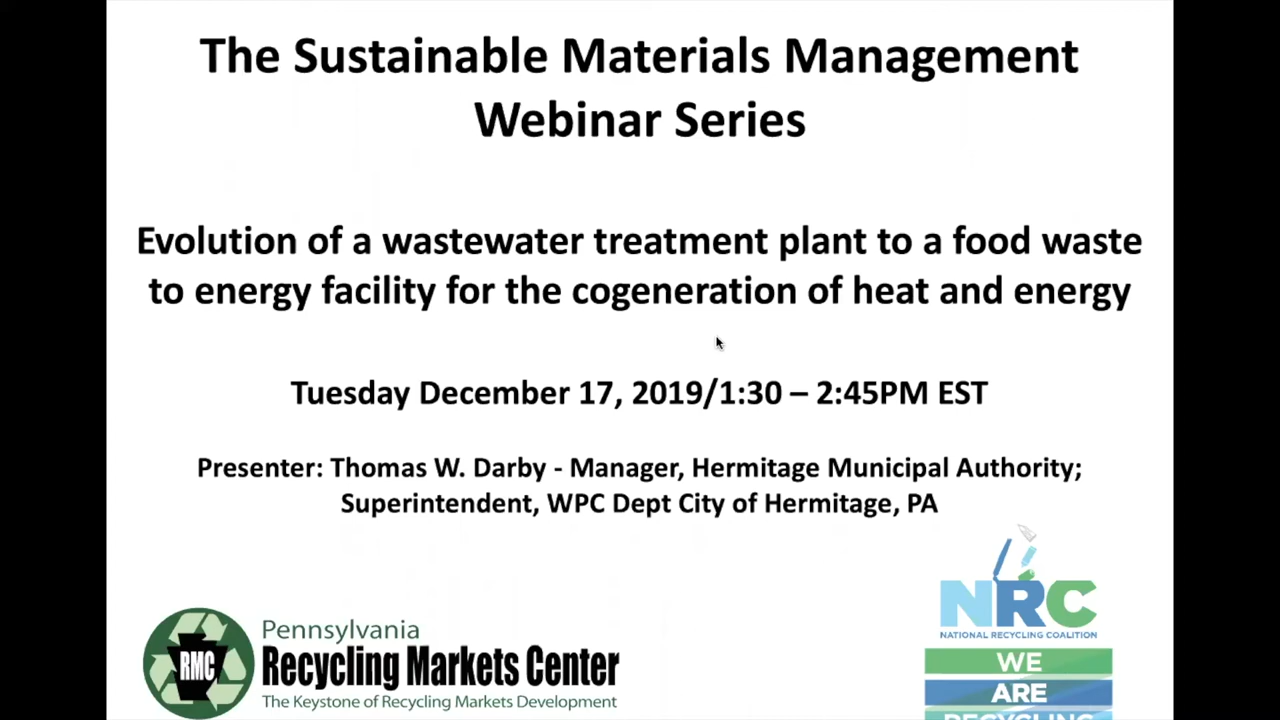 The Sustainable Materials Management
Webinar Series
Evolution of a wastewater treatment plant to a food waste
to energy facility for the cogeneration of heat and energy
Tuesday December 17, 2019/1:30 – 2:45PM EST
Presenter: Thomas W. Darby - Manager, Hermitage Municipal Authority;
Superintendent, WPC Dept City of Hermitage, PA
RMC
Pennsylvania
Recycling Markets Center
The Keystone of Recycling Markets Development
NRC
NATIONAL RECYCLING COALITION
WE
ARE
RECYCLING